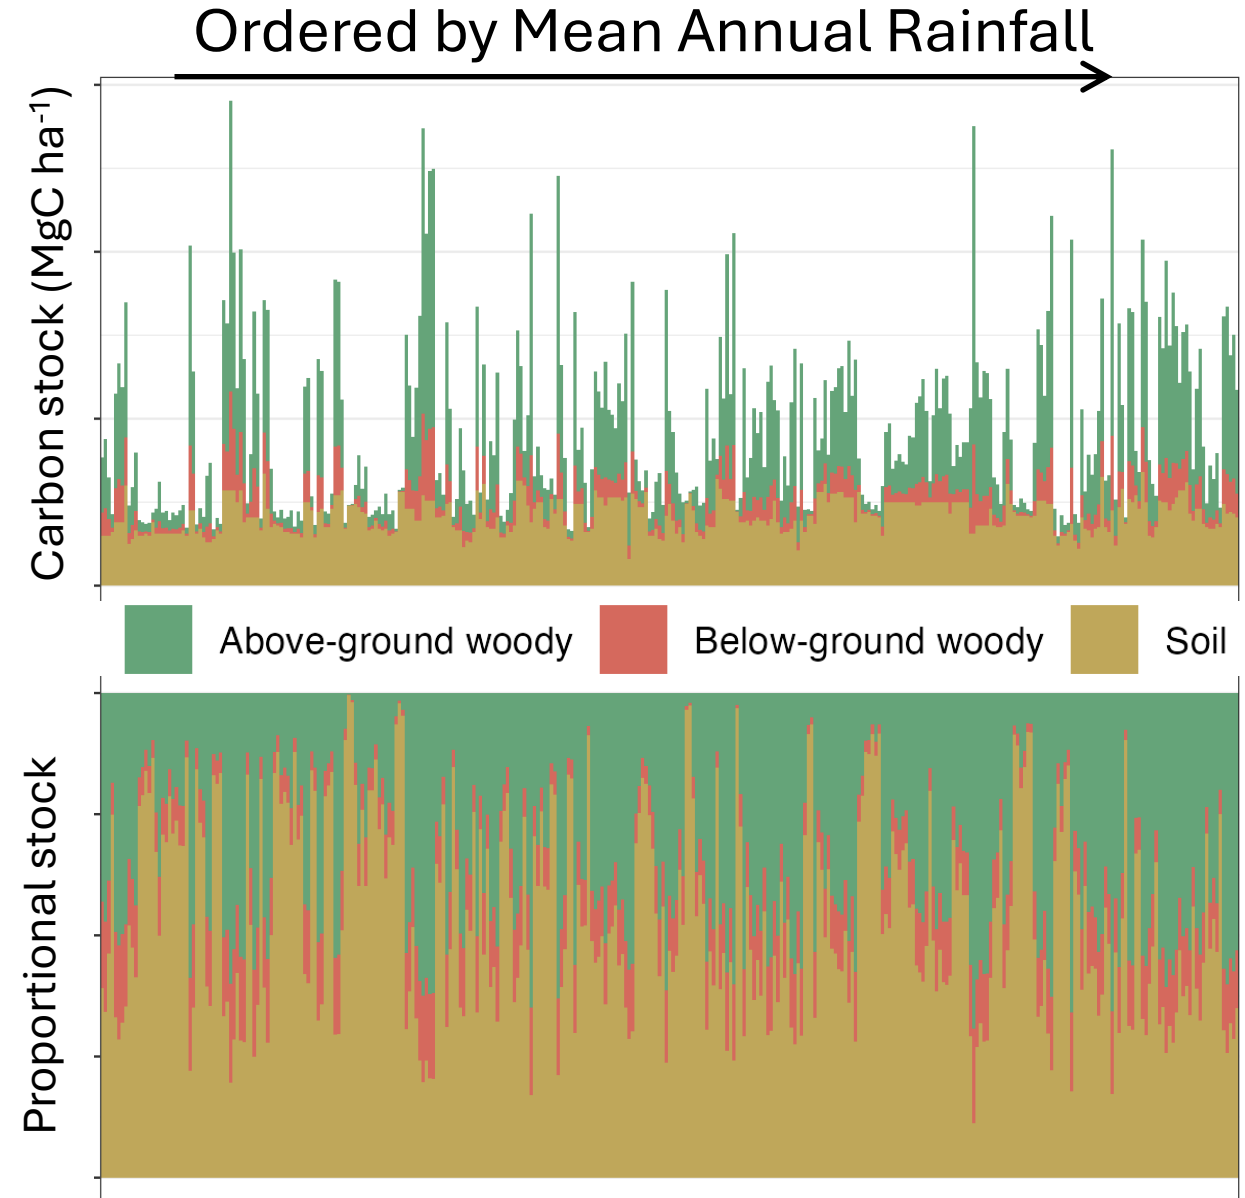 Ordered by Mean Annual Rainfall
Carbon stock (MgC ha⁻¹)
Above-ground woody
Below-ground woody
Soil
Proportional stock